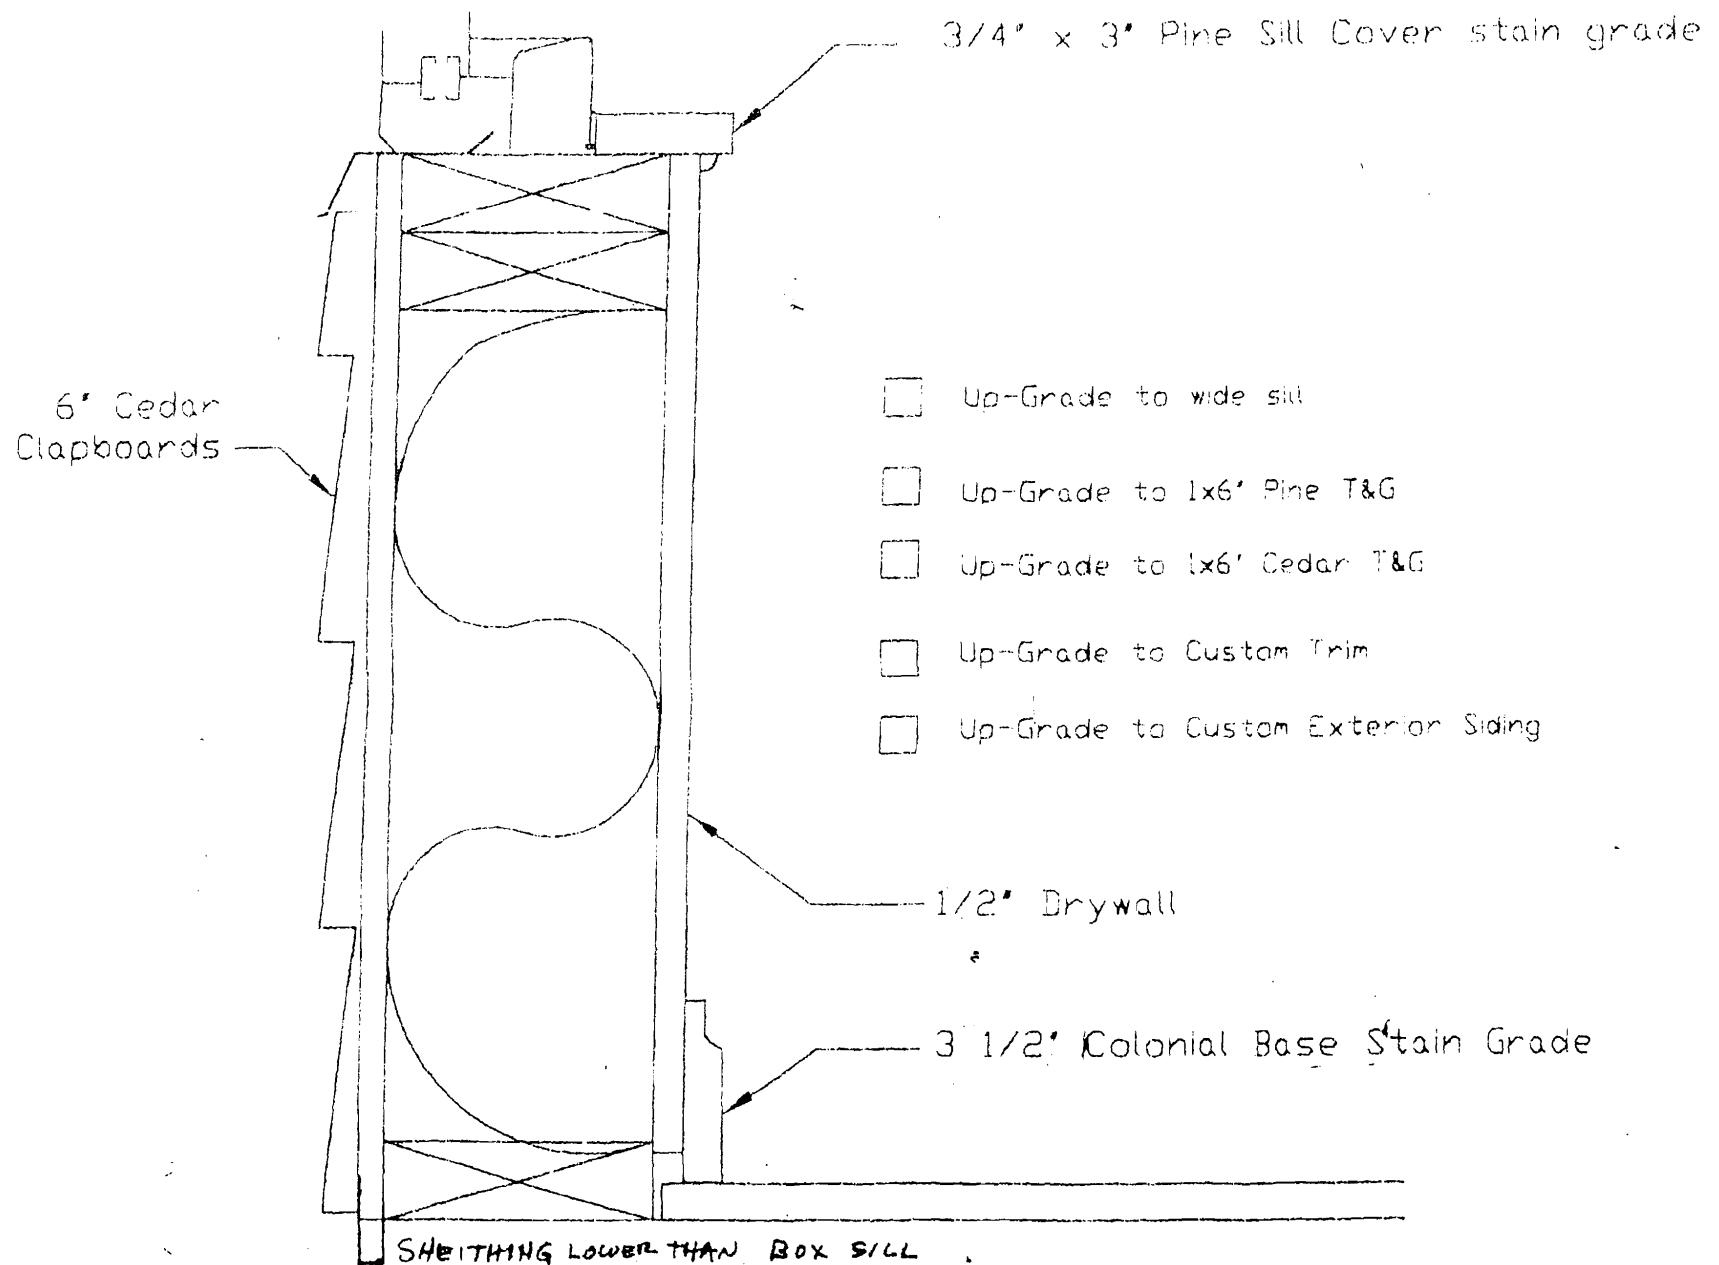 3/4" x 3" Pine Sill Cover stain grade
6" Cedar
Clapboards
Up-Grade to wide sill
Up-Grade to 1x6" Pine T&G
Up-Grade to 1x6" Cedar T&G
Up-Grade to Custom Trim
Up-Grade to Custom Exterior Siding
1/2" Drywall
3 1/2" Colonial Base Stain Grade
SHEITHING LOWER THAN BOX SILL